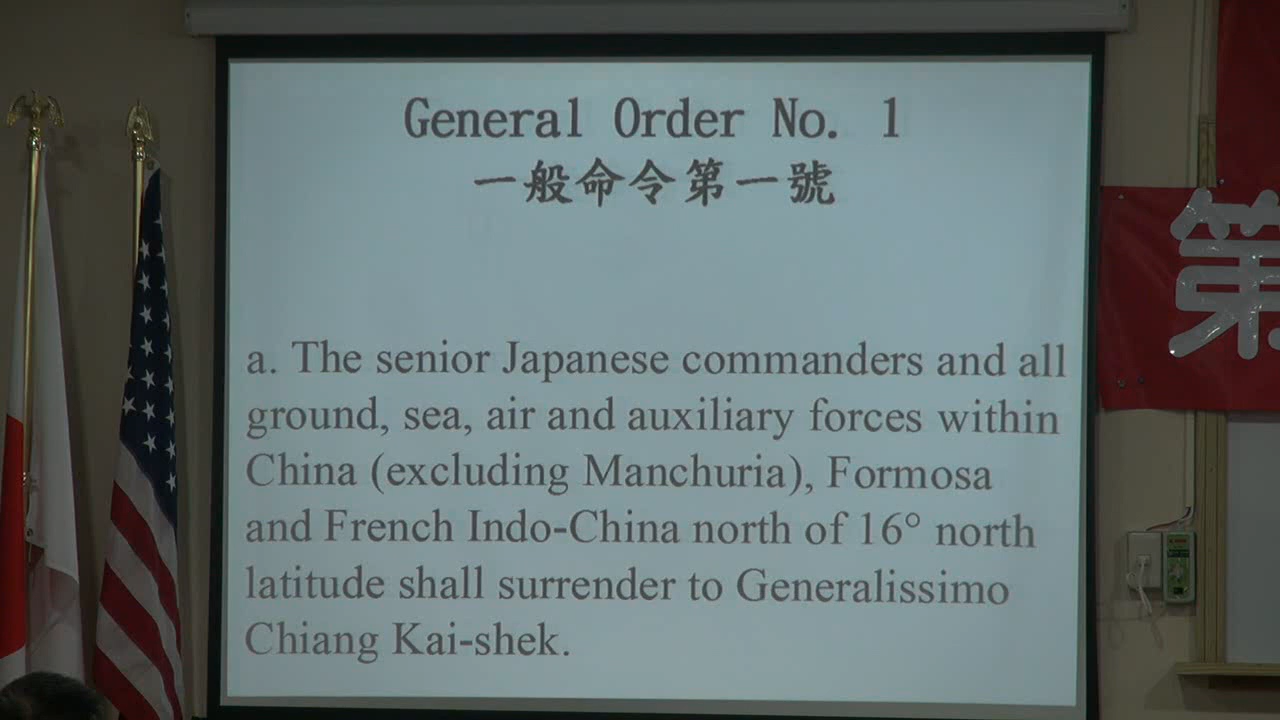 General Order No. 1
一般命令第一號
a. The senior Japanese commanders and all
ground, sea, air and auxiliary forces within
China (excluding Manchuria), Formosa
and French Indo-China north of 16° north
latitude shall surrender to Generalissimo
Chiang Kai-shek.
第